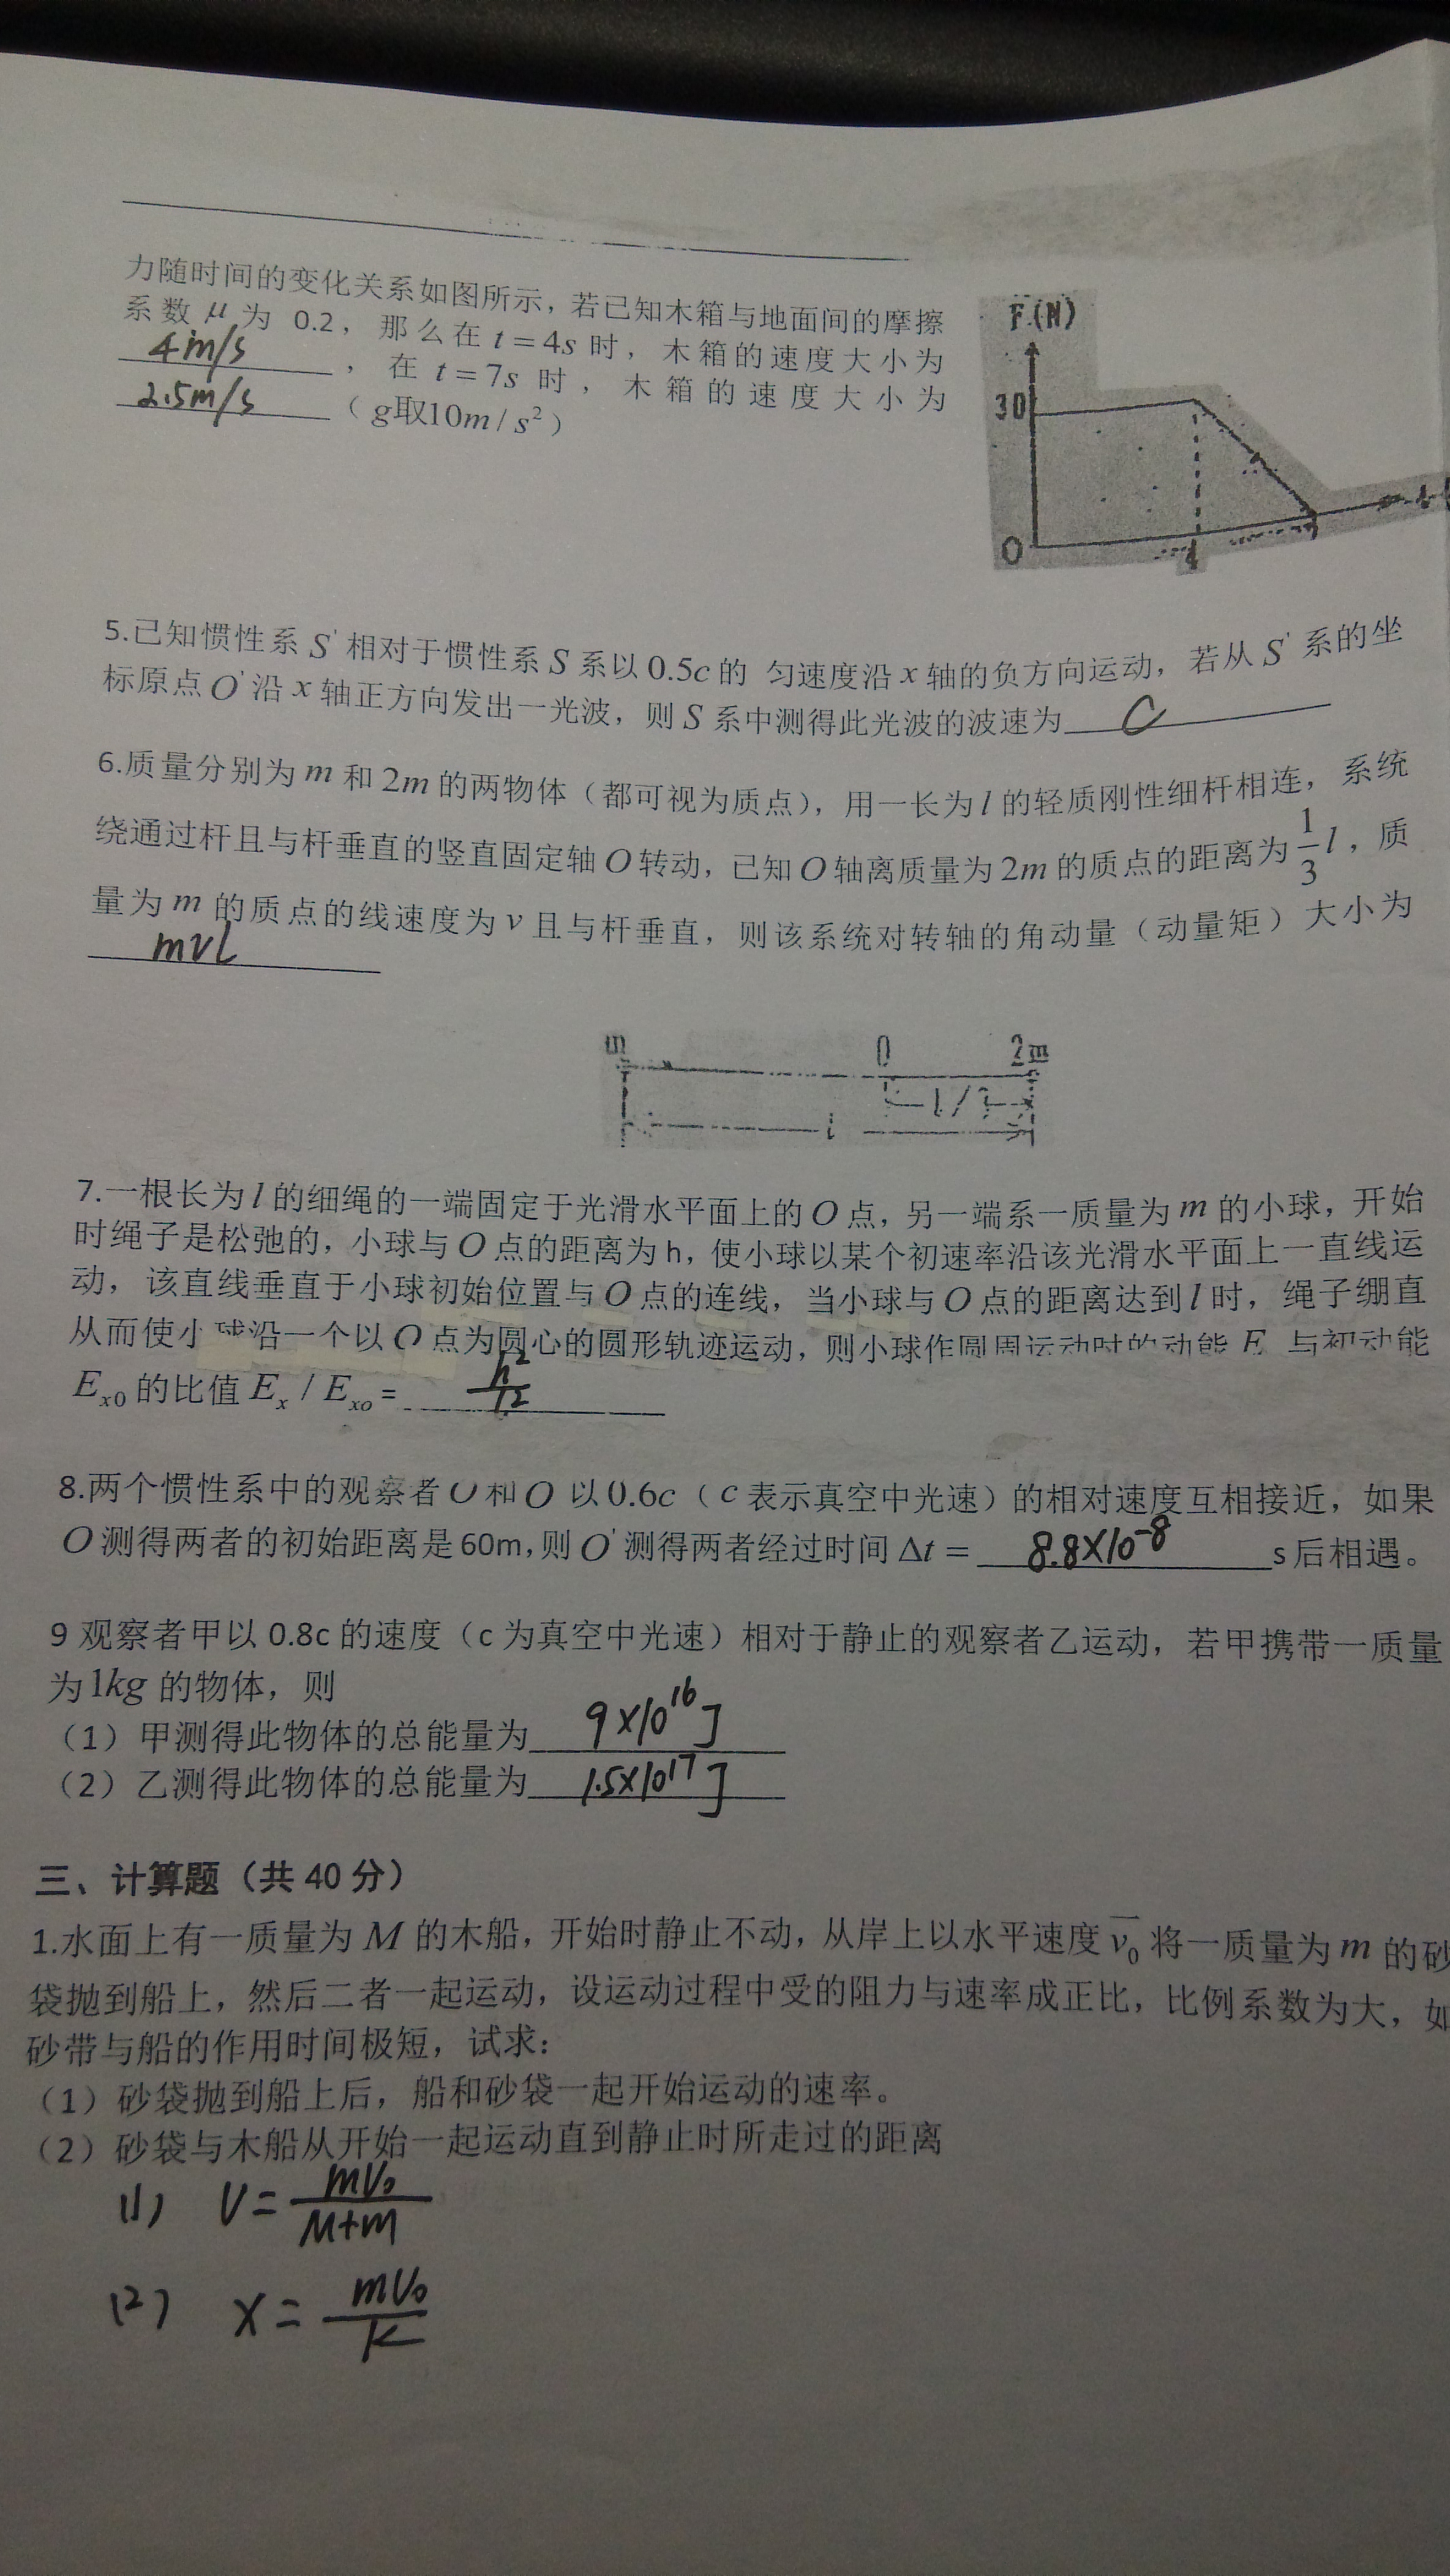 力随时间的变化关系如图所示，若已知木箱与地面间的摩擦
系数 μ 为 0.2，那么在 t = 4s 时，木箱的速度大小为
4m/s，在 t = 7s 时，木箱的速度大小为
2.5m/s（g取10m/s²）
F(N)
30
0
4
7
5.已知惯性系 S' 相对于惯性系 S 系以 0.5c 的 匀速度沿 x 轴的负方向运动，若从 S' 系的坐
标原点 O' 沿 x 轴正方向发出一光波，则 S 系中测得此光波的波速为 C
6.质量分别为 m 和 2m 的两物体（都可视为质点），用一长为 l 的轻质刚性细杆相连，系统
绕通过杆且与杆垂直的竖直固定轴 O 转动，已知 O 轴离质量为 2m 的质点的距离为 1/3 l，质
量为 m 的质点的线速度为 v 且与杆垂直，则该系统对转轴的角动量（动量矩）大小为
mvl
m 0 2m
l/3
l
7.一根长为 l 的细绳的一端固定于光滑水平面上的 O 点，另一端系一质量为 m 的小球，开始
时绳子是松弛的，小球与 O 点的距离为 h，使小球以某个初速率沿该光滑水平面上一直线运
动，该直线垂直于小球初始位置与 O 点的连线，当小球与 O 点的距离达到 l 时，绳子绷直
从而使小球沿一个以 O 点为圆心的圆形轨迹运动，则小球作圆周运动时的动能 E 与初动能
Ex0 的比值 Ex / Exo = h²/l²
8.两个惯性系中的观察者 O 和 O 以 0.6c（c 表示真空中光速）的相对速度互相接近，如果
O 测得两者的初始距离是 60m，则 O' 测得两者经过时间 Δt = 8.8×10⁻⁸ s 后相遇。
9 观察者甲以 0.8c 的速度（c 为真空中光速）相对于静止的观察者乙运动，若甲携带一质量
为 1kg 的物体，则
（1）甲测得此物体的总能量为 9×10¹⁶J
（2）乙测得此物体的总能量为 1.5×10¹⁷J
三、计算题（共 40 分）
1.水面上有一质量为 M 的木船，开始时静止不动，从岸上以水平速度 v₀ 将一质量为 m 的砂
袋抛到船上，然后二者一起运动，设运动过程中受的阻力与速率成正比，比例系数为大，如
砂带与船的作用时间极短，试求：
（1）砂袋抛到船上后，船和砂袋一起开始运动的速率。
（2）砂袋与木船从开始一起运动直到静止时所走过的距离
(1) V = mv₀/(M+m)
(2) X = mv₀/K